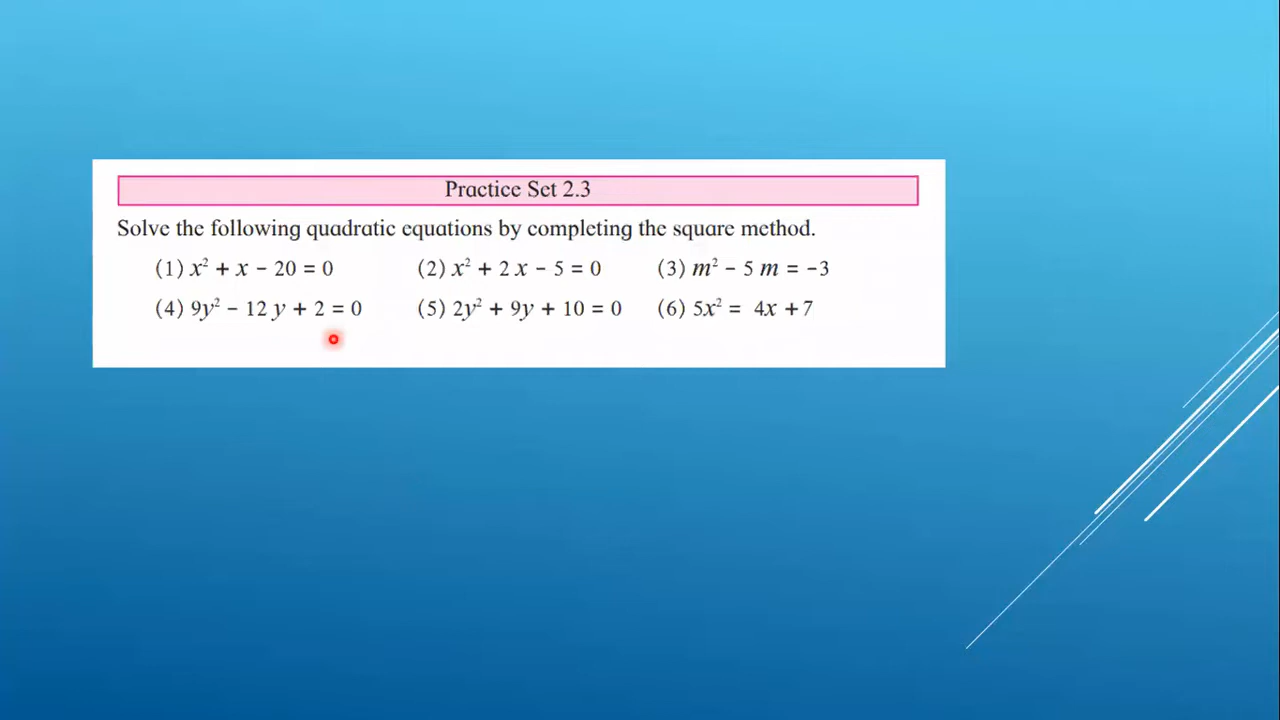 Practice Set 2.3
Solve the following quadratic equations by completing the square method.
(1) x² + x − 20 = 0 (2) x² + 2 x − 5 = 0 (3) m² − 5 m = −3
(4) 9y² − 12 y + 2 = 0 (5) 2y² + 9y + 10 = 0 (6) 5x² = 4x + 7